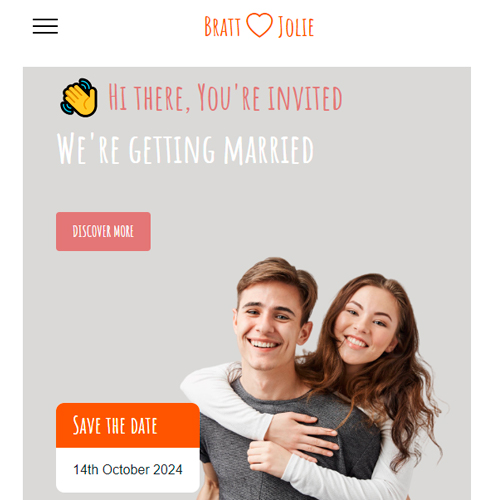 Bratt Jolie
Hi there, You're invited
We're getting married
DISCOVER MORE
Save the date
14th October 2024